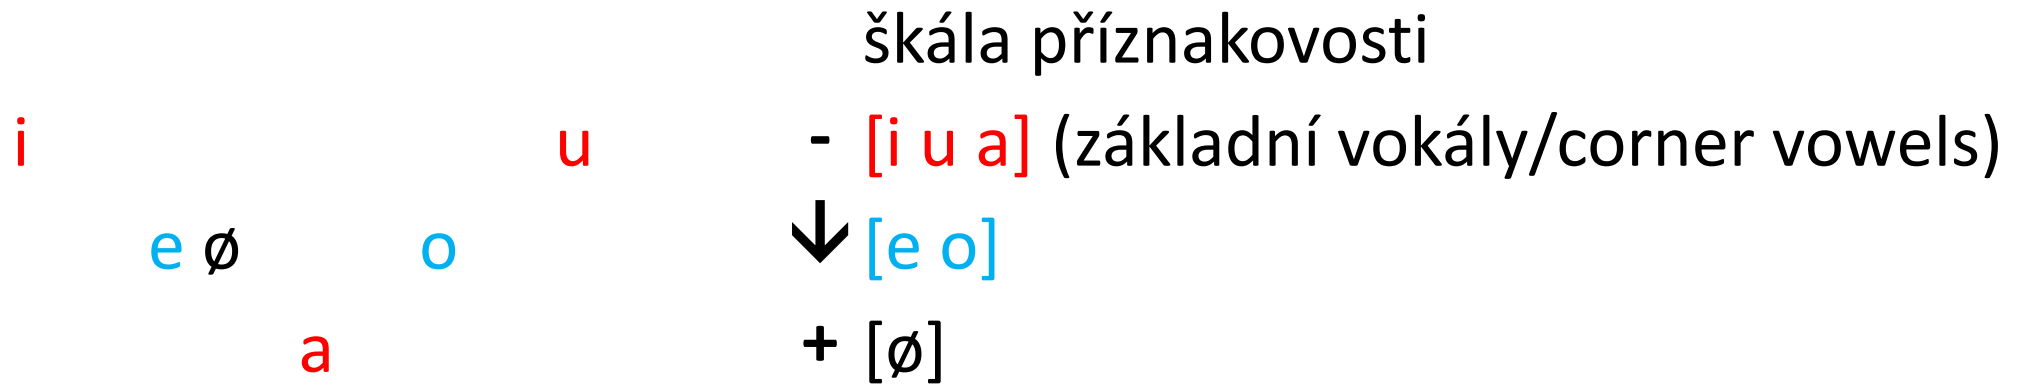 škála příznakovosti
i u - [i u a] (základní vokály/corner vowels)
e ø o ↓ [e o]
a + [ø]